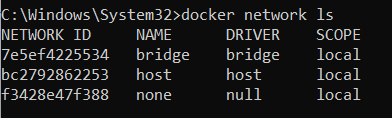 C:\Windows\System32>docker network ls
NETWORK ID     NAME      DRIVER    SCOPE
7e5ef4225534   bridge    bridge    local
bc2792862253   host      host      local
f3428e47f388   none      null      local